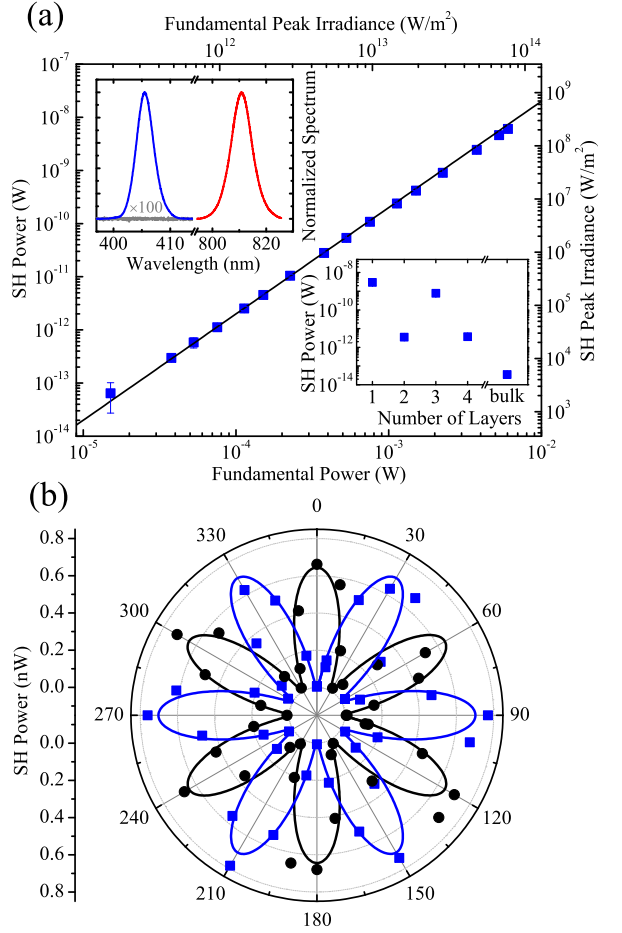 (a)
Fundamental Peak Irradiance (W/m²)
10¹² 10¹³ 10¹⁴
10⁻⁷
10⁻⁸
10⁻⁹
10⁻¹⁰
10⁻¹¹
10⁻¹²
10⁻¹³
10⁻¹⁴
SH Power (W)
10⁹
10⁸
10⁷
10⁶
10⁵
10⁴
10³
SH Peak Irradiance (W/m²)
Normalized Spectrum
×100
400 410 800 820
Wavelength (nm)
SH Power (W)
10⁻⁸
10⁻¹⁰
10⁻¹²
10⁻¹⁴
1 2 3 4 bulk
Number of Layers
10⁻⁵ 10⁻⁴ 10⁻³ 10⁻²
Fundamental Power (W)
(b)
SH Power (nW)
0.8
0.6
0.4
0.2
0.0
0.0
0.2
0.4
0.6
0.8
0
30
60
90
120
150
180
210
240
270
300
330